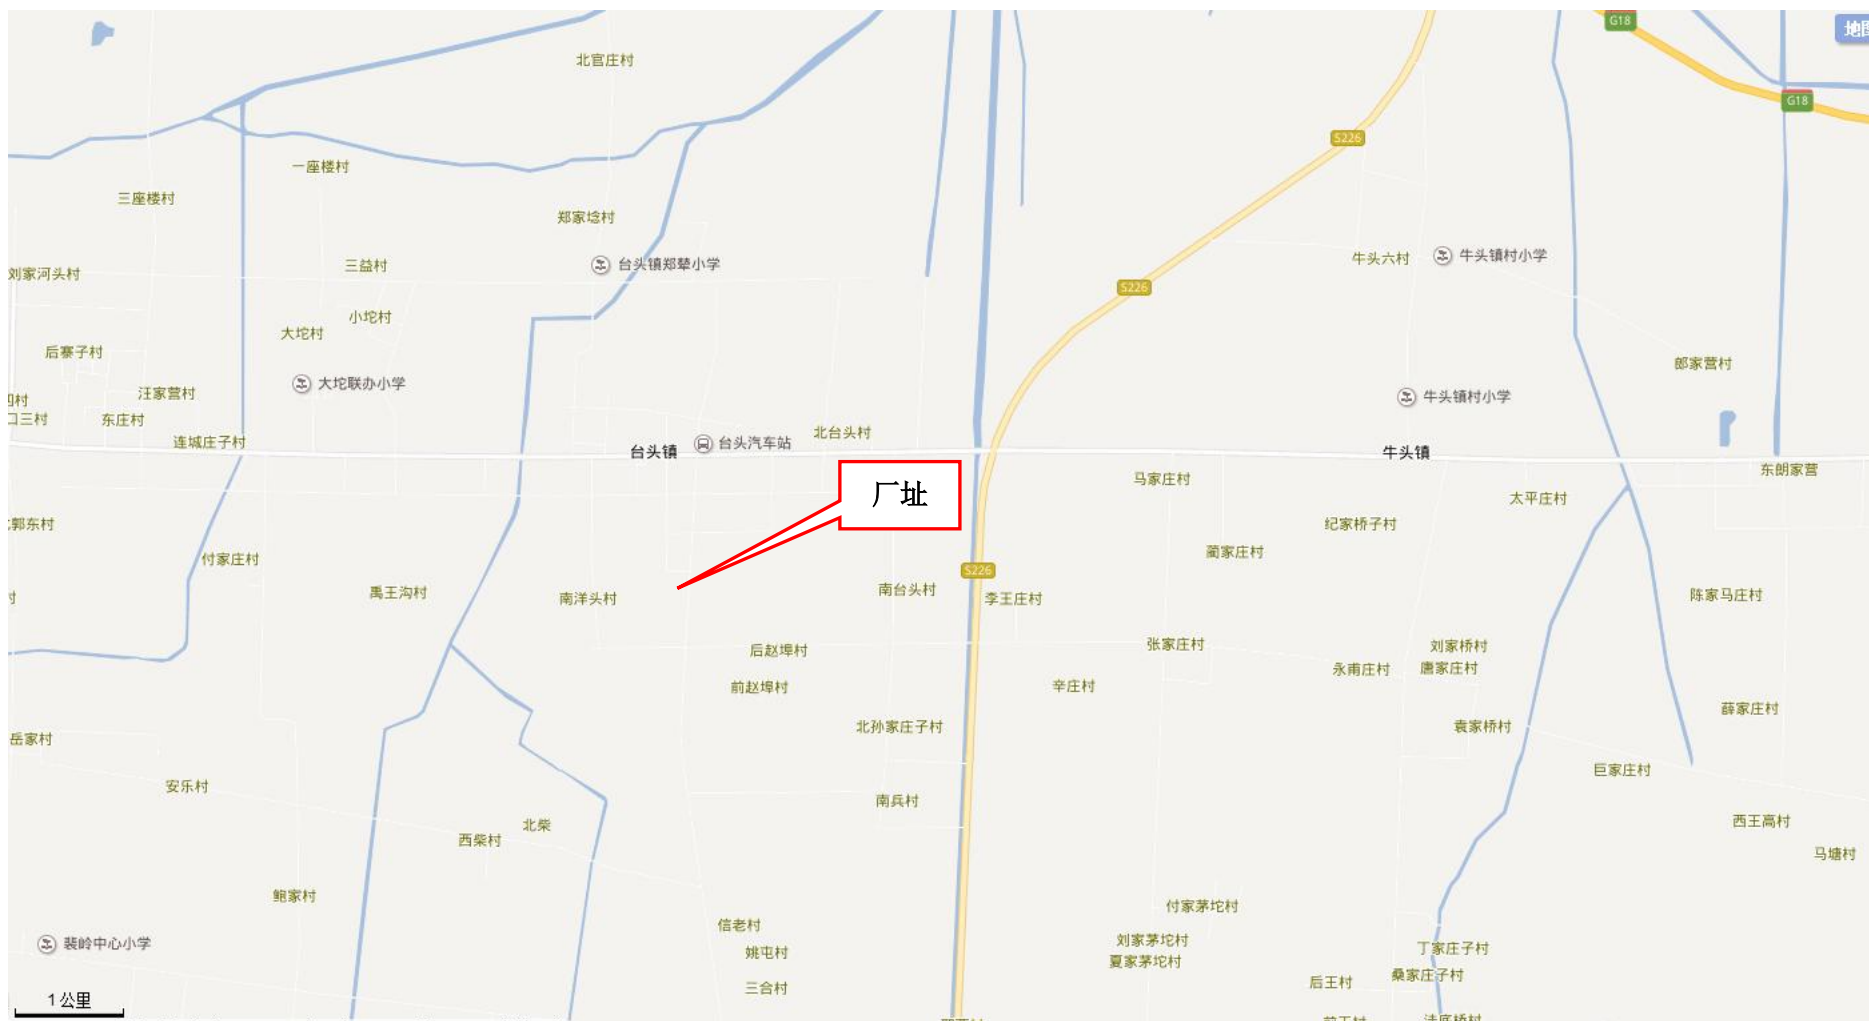 G18
地图
北官庄村
G18
S226
一座楼村
三座楼村
郑家埝村
牛头镇村小学
牛头六村
台头镇郑辇小学
三益村
刘家河头村
S226
小坨村
大坨村
后寨子村
郎家营村
大坨联办小学
汪家营村
牛头镇村小学
口三村
东庄村
北台头村
连城庄子村
台头汽车站
台头镇
牛头镇
东朗家营
马家庄村
厂址
太平庄村
郭东村
纪家桥子村
蔺家庄村
付家庄村
S226
南台头村
禹王沟村
南洋头村
李王庄村
陈家马庄村
村
张家庄村
刘家桥村
后赵埠村
永甫庄村
唐家庄村
前赵埠村
辛庄村
薛家庄村
北孙家庄子村
袁家桥村
岳家村
巨家庄村
安乐村
南兵村
西王高村
北柴
西柴村
马塘村
鲍家村
付家茅坨村
信老村
刘家茅坨村
裴岭中心小学
丁家庄子村
姚屯村
夏家茅坨村
桑家庄子村
后王村
三合村
1 公里